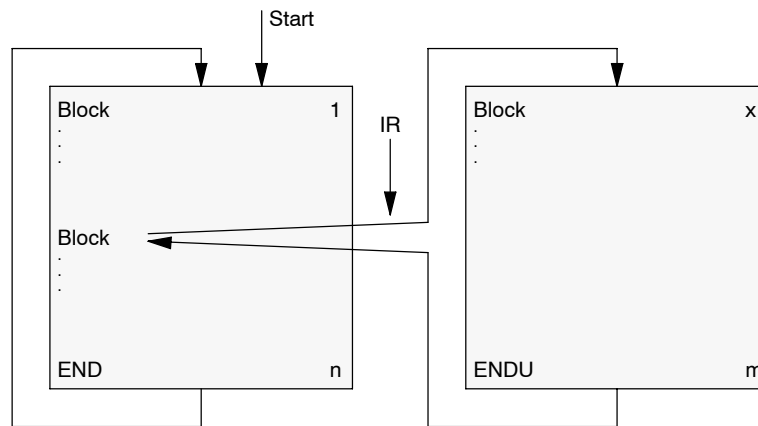 Start
Block 1
.
.
.
IR
Block
.
.
.
END n
Block x
.
.
.
ENDU m